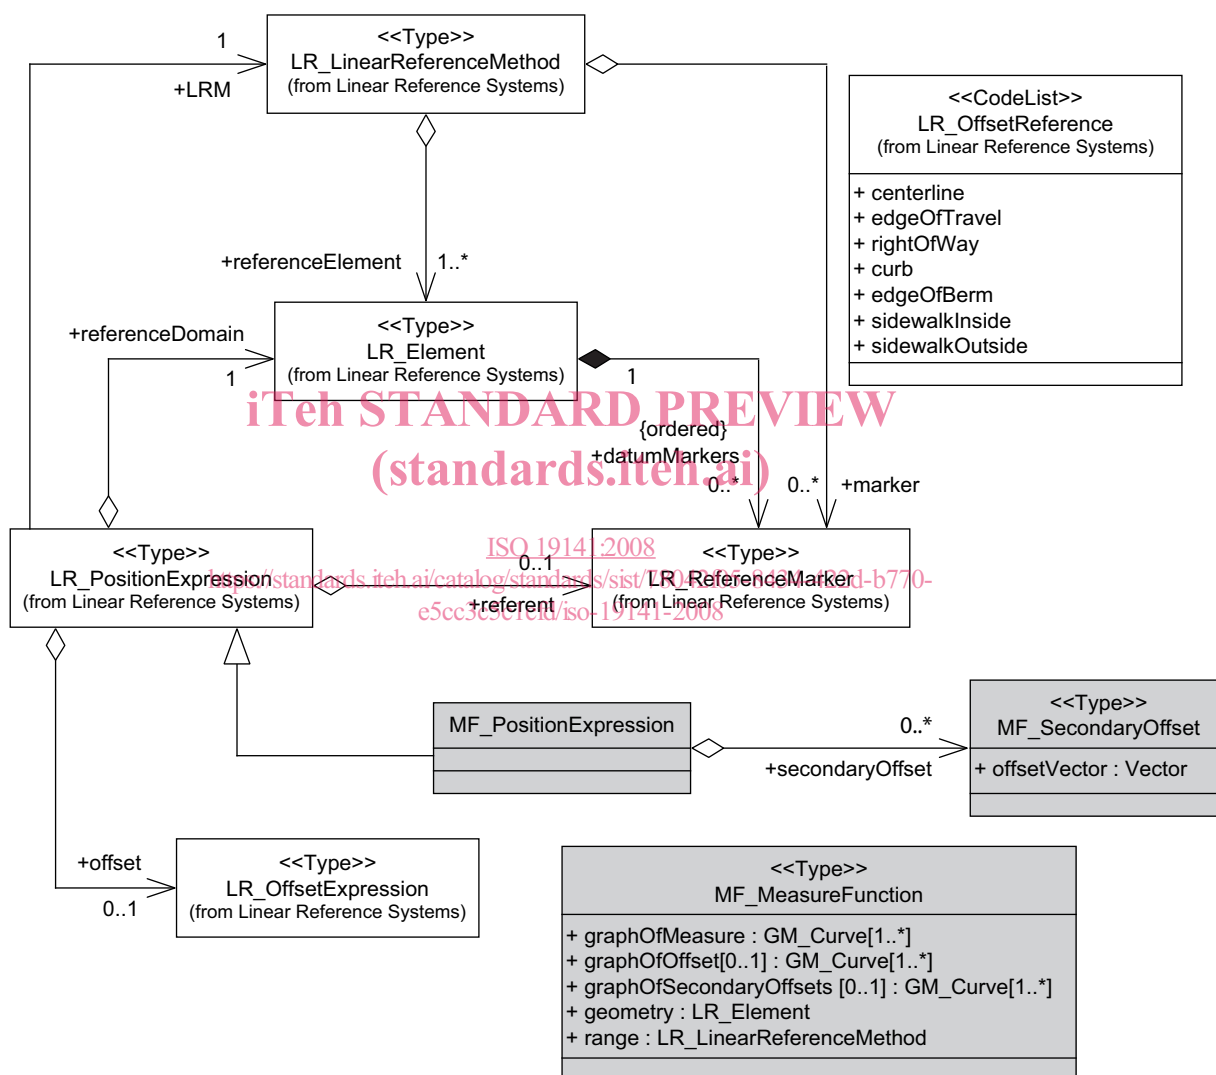 <<Type>>
LR_LinearReferenceMethod
(from Linear Reference Systems)
1
+LRM
<<CodeList>>
LR_OffsetReference
(from Linear Reference Systems)
+ centerline
+ edgeOfTravel
+ rightOfWay
+ curb
+ edgeOfBerm
+ sidewalkInside
+ sidewalkOutside
+referenceElement
1..*
+referenceDomain
1
<<Type>>
LR_Element
(from Linear Reference Systems)
1
iTeh STANDARD PREVIEW
(standards.iteh.ai)
{ordered}
+datumMarkers
0..*
0..*
+marker
ISO 19141:2008
<<Type>>
LR_PositionExpression
(from Linear Reference Systems)
0..1
+referent
<<Type>>
LR_ReferenceMarker
(from Linear Reference Systems)
MF_PositionExpression
0..*
+secondaryOffset
<<Type>>
MF_SecondaryOffset
+ offsetVector : Vector
+offset
0..1
<<Type>>
LR_OffsetExpression
(from Linear Reference Systems)
<<Type>>
MF_MeasureFunction
+ graphOfMeasure : GM_Curve[1..*]
+ graphOfOffset[0..1] : GM_Curve[1..*]
+ graphOfSecondaryOffsets [0..1] : GM_Curve[1..*]
+ geometry : LR_Element
+ range : LR_LinearReferenceMethod